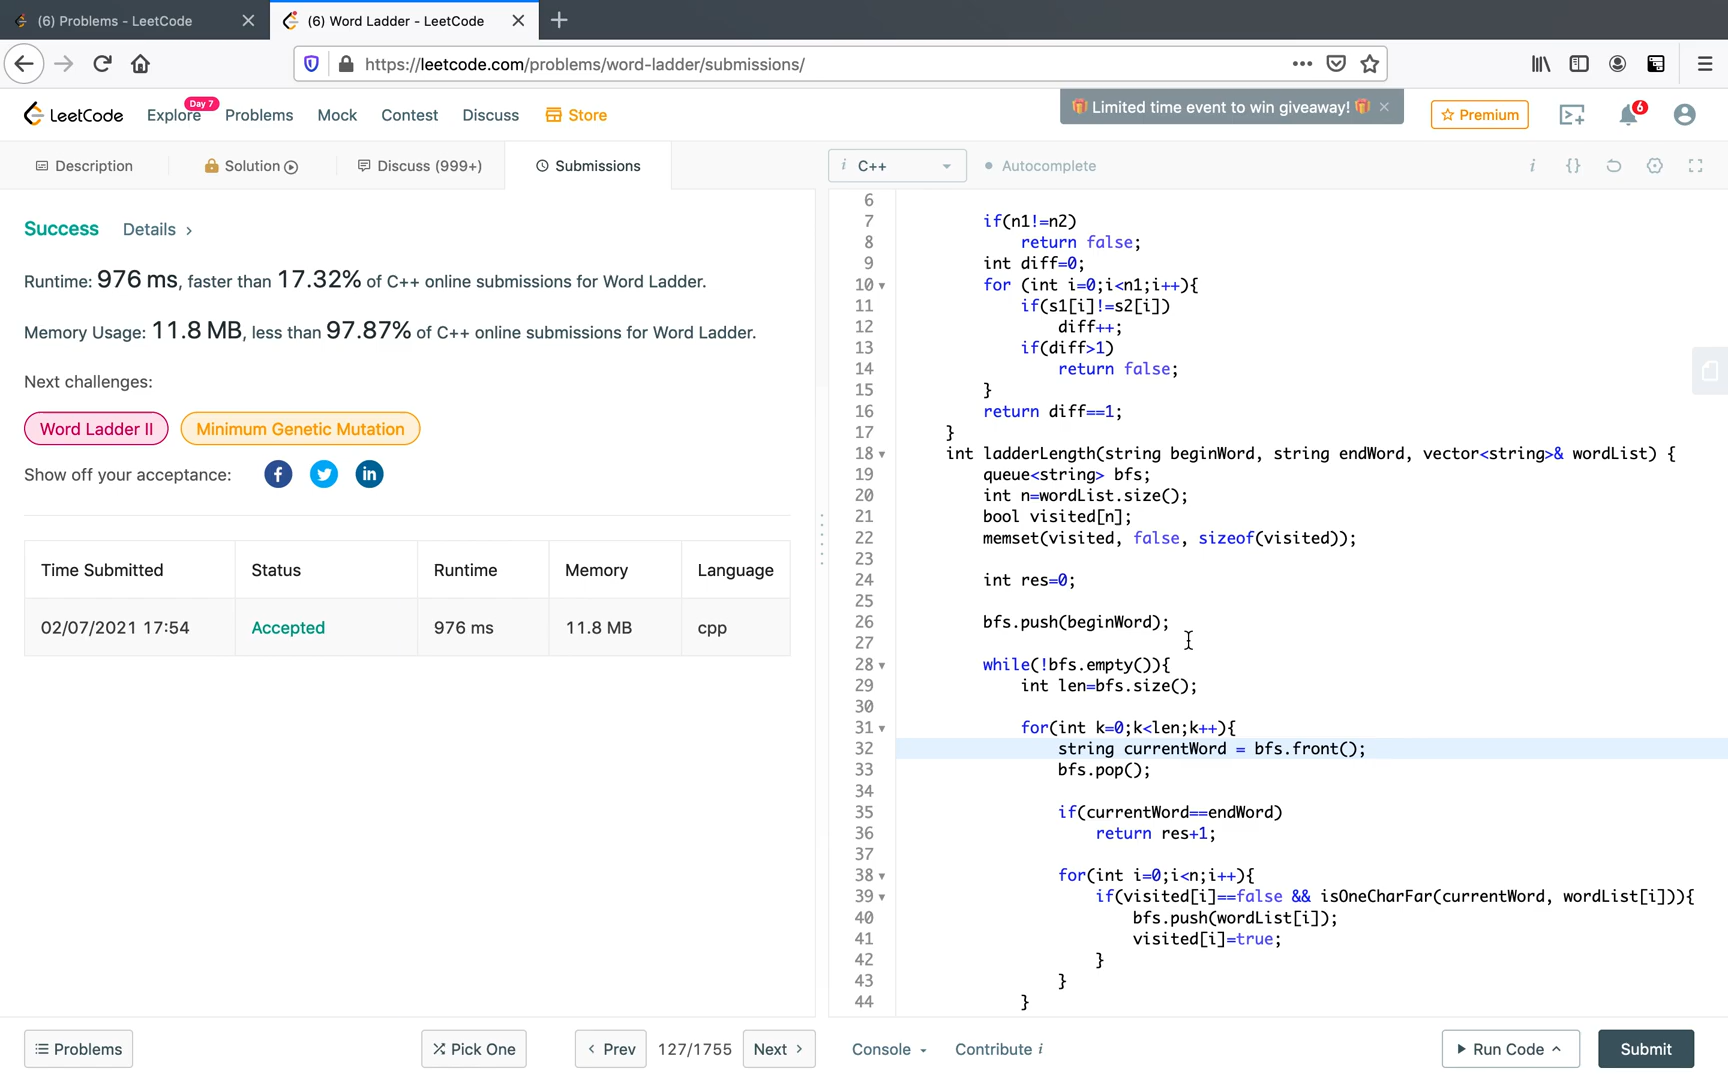 (6) Problems - LeetCode
(6) Word Ladder - LeetCode
https://leetcode.com/problems/word-ladder/submissions/
LeetCode
Explore
Day 7
Problems
Mock
Contest
Discuss
Store
Limited time event to win giveaway!
Premium
6
Description
Solution
Discuss (999+)
Submissions
i C++
Autocomplete
i {}
Success
Details >
Runtime: 976 ms, faster than 17.32% of C++ online submissions for Word Ladder.
Memory Usage: 11.8 MB, less than 97.87% of C++ online submissions for Word Ladder.
Next challenges:
Word Ladder II
Minimum Genetic Mutation
Show off your acceptance:
Time Submitted Status Runtime Memory Language
02/07/2021 17:54 Accepted 976 ms 11.8 MB cpp
6
7 if(n1!=n2)
8 return false;
9 int diff=0;
10 for (int i=0;i<n1;i++){
11 if(s1[i]!=s2[i])
12 diff++;
13 if(diff>1)
14 return false;
15 }
16 return diff==1;
17 }
18 int ladderLength(string beginWord, string endWord, vector<string>& wordList) {
19 queue<string> bfs;
20 int n=wordList.size();
21 bool visited[n];
22 memset(visited, false, sizeof(visited));
23
24 int res=0;
25
26 bfs.push(beginWord);
27
28 while(!bfs.empty()){
29 int len=bfs.size();
30
31 for(int k=0;k<len;k++){
32 string currentWord = bfs.front();
33 bfs.pop();
34
35 if(currentWord==endWord)
36 return res+1;
37
38 for(int i=0;i<n;i++){
39 if(visited[i]==false && isOneCharFar(currentWord, wordList[i])){
40 bfs.push(wordList[i]);
41 visited[i]=true;
42 }
43 }
44 }
Problems
Pick One
< Prev
127/1755
Next >
Console
Contribute i
Run Code
Submit